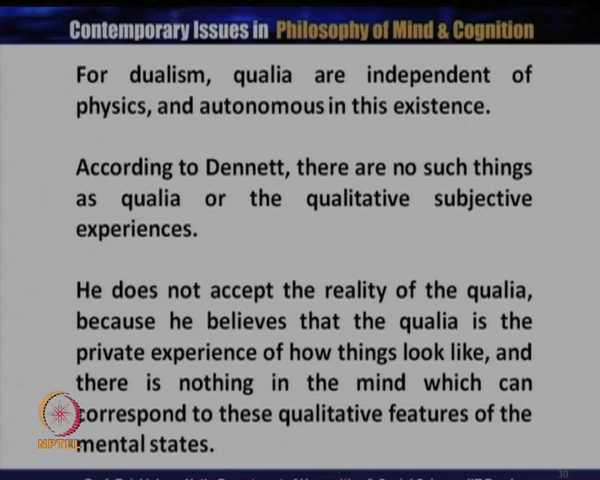 Contemporary Issues in Philosophy of Mind & Cognition
For dualism, qualia are independent of
physics, and autonomous in this existence.
According to Dennett, there are no such things
as qualia or the qualitative subjective
experiences.
He does not accept the reality of the qualia,
because he believes that the qualia is the
private experience of how things look like, and
there is nothing in the mind which can
correspond to these qualitative features of the
mental states.
NPTEL
30